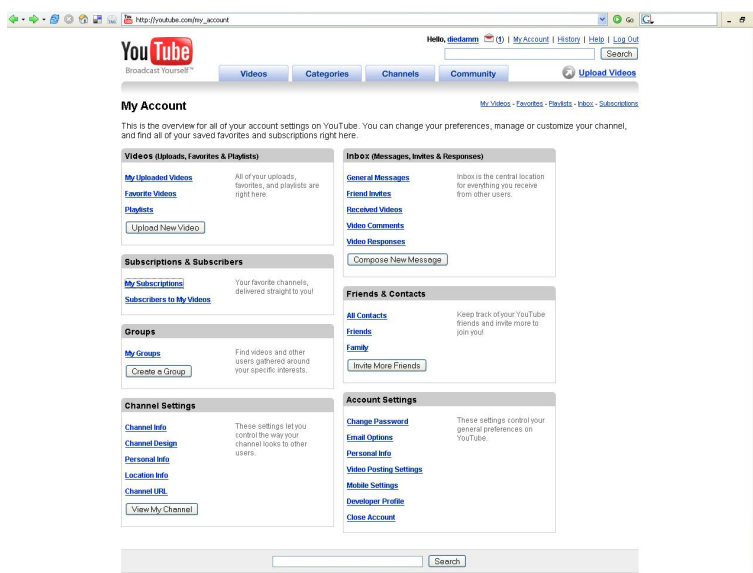 http://youtube.com/my_account
Go
Hello, diedamm (1) | My Account | History | Help | Log Out
You Tube
Broadcast Yourself™
Search
Videos
Categories
Channels
Community
Upload Videos
My Account
My Videos - Favorites - Playlists - Inbox - Subscriptions
This is the overview for all of your account settings on YouTube. You can change your preferences, manage or customize your channel,
and find all of your saved favorites and subscriptions right here.
Videos (Uploads, Favorites & Playlists)
My Uploaded Videos
Favorite Videos
Playlists
All of your uploads,
favorites, and playlists are
right here.
Upload New Video
Subscriptions & Subscribers
My Subscriptions
Subscribers to My Videos
Your favorite channels,
delivered straight to you!
Groups
My Groups
Find videos and other
users gathered around
your specific interests.
Create a Group
Channel Settings
Channel Info
Channel Design
Personal Info
Location Info
Channel URL
These settings let you
control the way your
channel looks to other
users.
View My Channel
Inbox (Messages, Invites & Responses)
General Messages
Friend Invites
Received Videos
Video Comments
Video Responses
Inbox is the central location
for everything you receive
from other users.
Compose New Message
Friends & Contacts
All Contacts
Friends
Family
Keep track of your YouTube
friends and invite more to
join you!
Invite More Friends
Account Settings
Change Password
Email Options
Personal Info
Video Posting Settings
Mobile Settings
Developer Profile
Close Account
These settings control your
general preferences on
YouTube.
Search